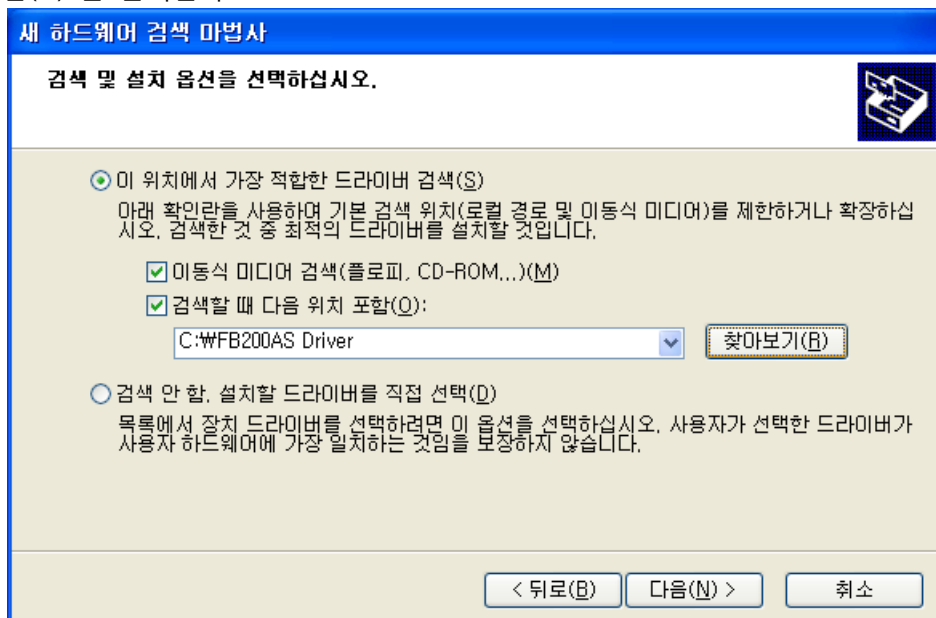 새 하드웨어 검색 마법사
검색 및 설치 옵션을 선택하십시오.
이 위치에서 가장 적합한 드라이버 검색(S)
아래 확인란을 사용하여 기본 검색 위치(로컬 경로 및 이동식 미디어)를 제한하거나 확장하십
시오. 검색한 것 중 최적의 드라이버를 설치할 것입니다.
이동식 미디어 검색(플로피, CD-ROM...)(M)
검색할 때 다음 위치 포함(O):
C:₩FB200AS Driver
찾아보기(R)
검색 안 함. 설치할 드라이버를 직접 선택(D)
목록에서 장치 드라이버를 선택하려면 이 옵션을 선택하십시오. 사용자가 선택한 드라이버가
사용자 하드웨어에 가장 일치하는 것임을 보장하지 않습니다.
< 뒤로(B) 다음(N) > 취소